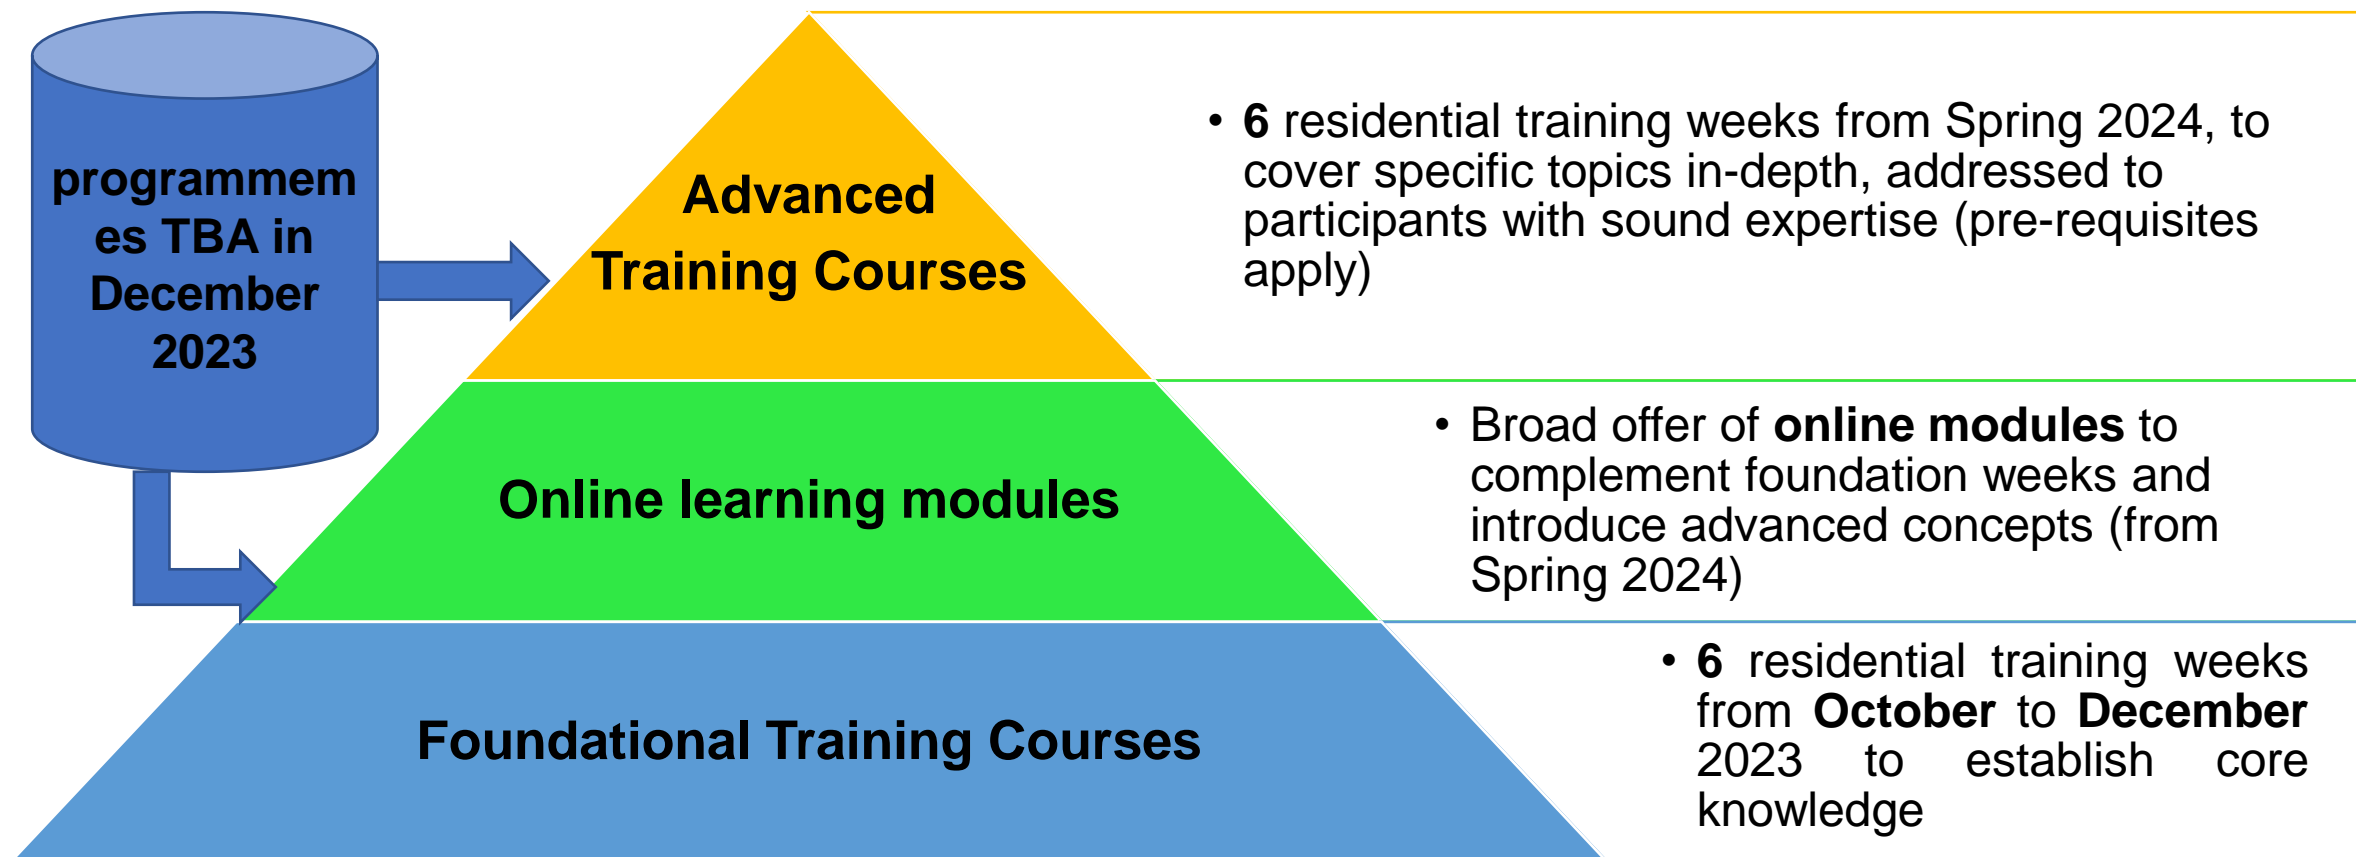 programmem
es TBA in
December
2023
Advanced
Training Courses
• 6 residential training weeks from Spring 2024, to
cover specific topics in-depth, addressed to
participants with sound expertise (pre-requisites
apply)
Online learning modules
• Broad offer of online modules to
complement foundation weeks and
introduce advanced concepts (from
Spring 2024)
Foundational Training Courses
• 6 residential training weeks
from October to December
2023 to establish core
knowledge